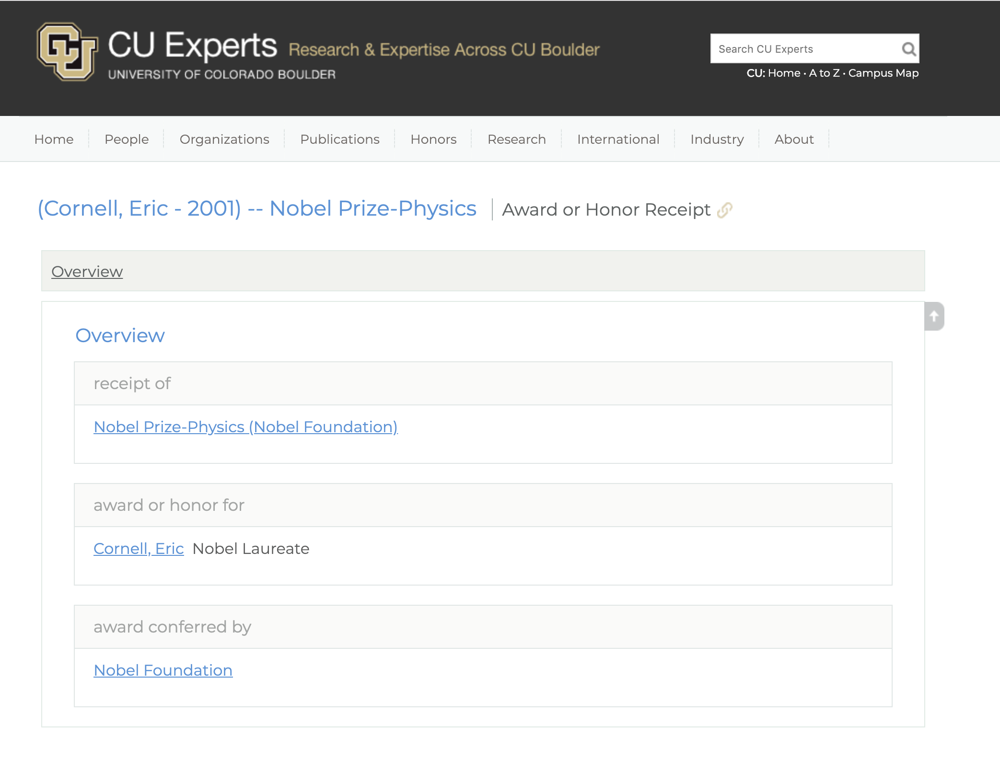 CU Experts Research & Expertise Across CU Boulder
UNIVERSITY OF COLORADO BOULDER
Search CU Experts
CU: Home • A to Z • Campus Map
Home People Organizations Publications Honors Research International Industry About
(Cornell, Eric - 2001) -- Nobel Prize-Physics Award or Honor Receipt
Overview
Overview
receipt of
Nobel Prize-Physics (Nobel Foundation)
award or honor for
Cornell, Eric Nobel Laureate
award conferred by
Nobel Foundation